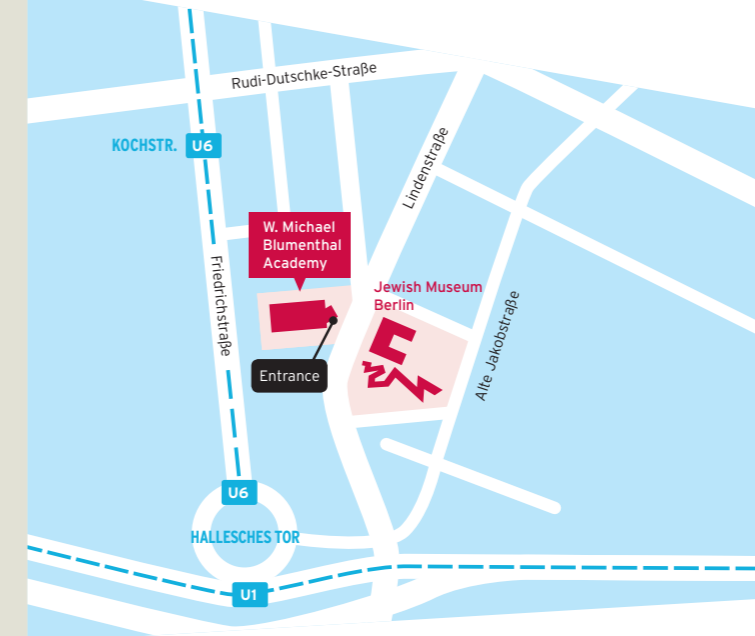 Rudi-Dutschke-Straße
KOCHSTR.
U6
Lindenstraße
W. Michael
Blumenthal
Academy
Friedrichstraße
Jewish Museum
Berlin
Alte Jakobstraße
Entrance
U6
HALLESCHES TOR
U1